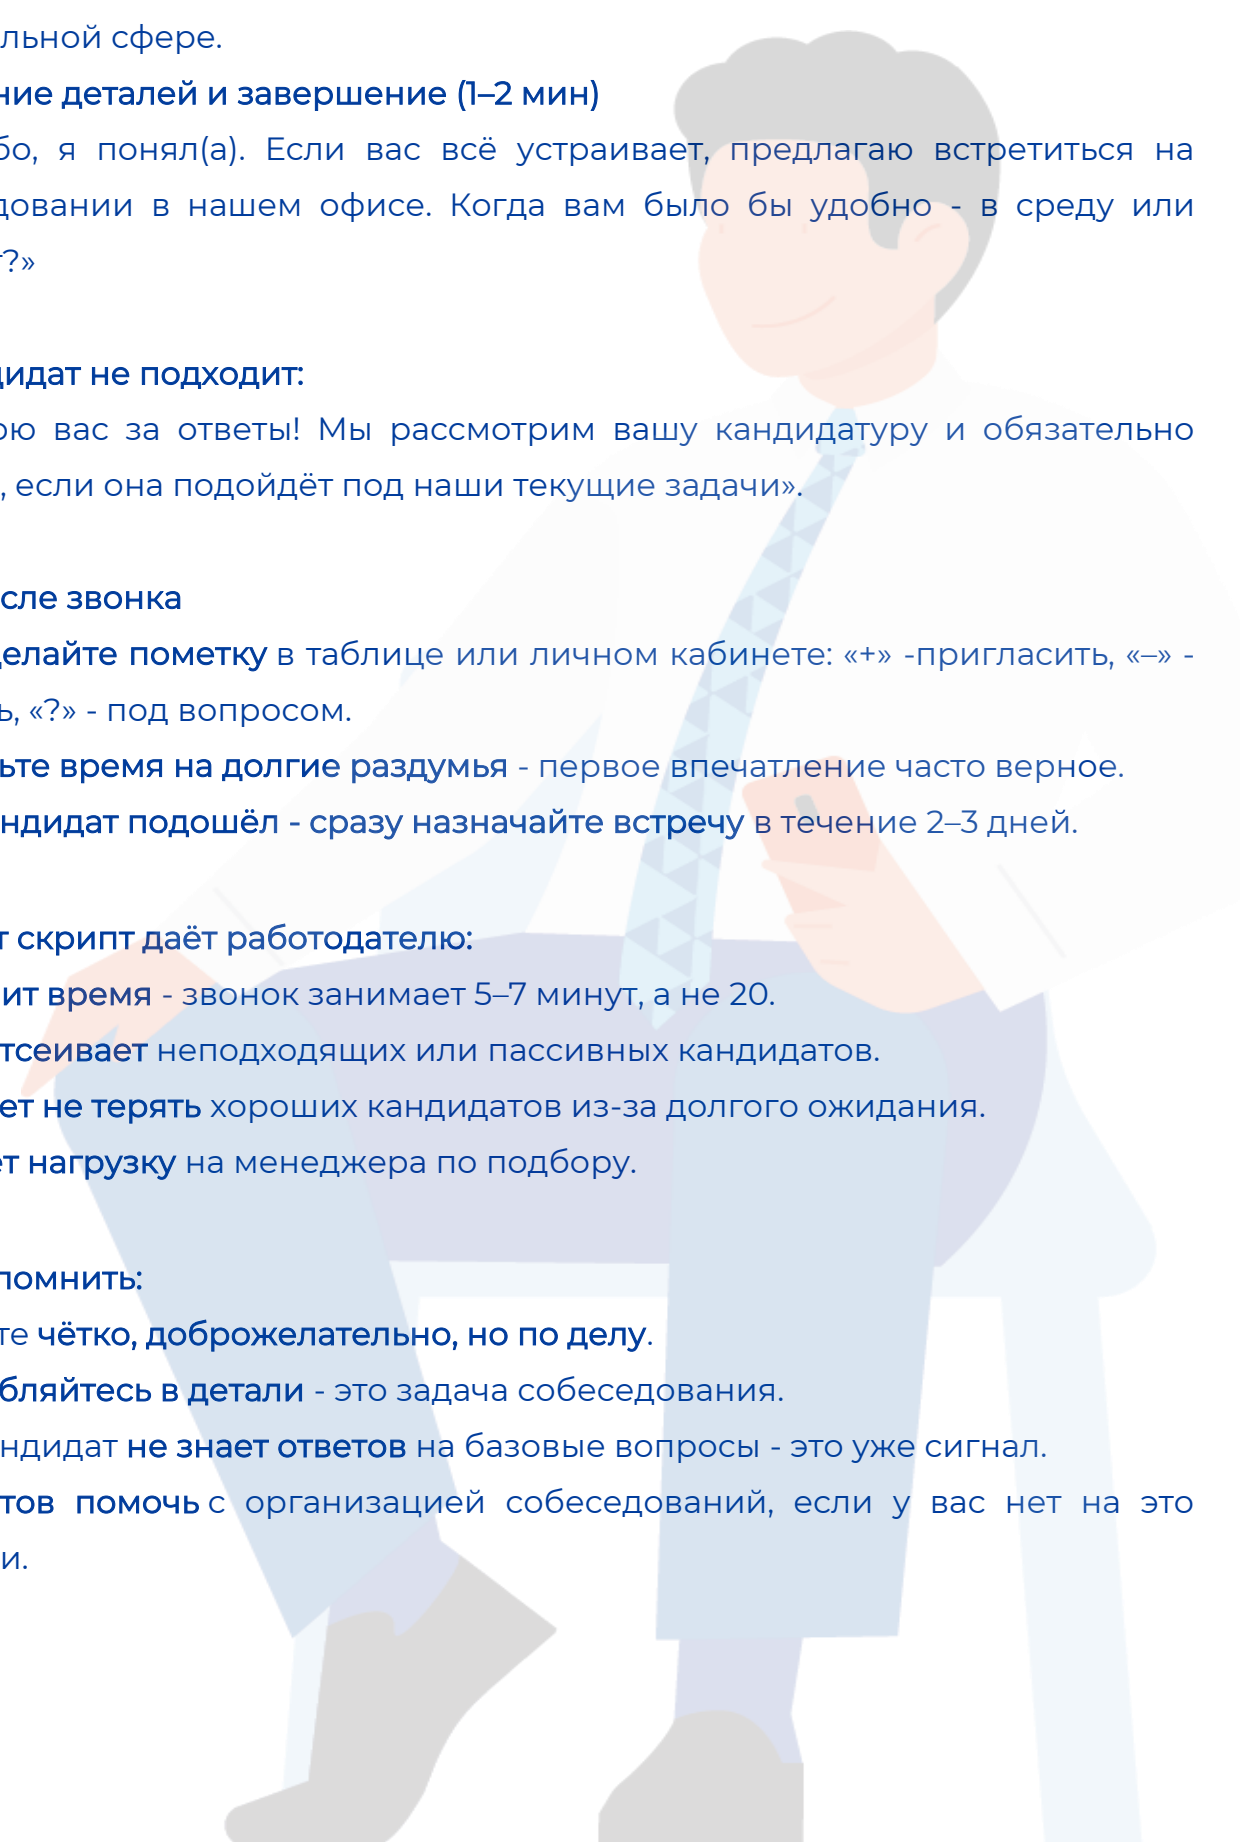 льной сфере.
ние деталей и завершение (1–2 мин)
бо, я понял(а). Если вас всё устраивает, предлагаю встретиться на
довании в нашем офисе. Когда вам было бы удобно - в среду или
г?»
дидат не подходит:
рю вас за ответы! Мы рассмотрим вашу кандидатуру и обязательно
, если она подойдёт под наши текущие задачи».
сле звонка
делайте пометку в таблице или личном кабинете: «+» -пригласить, «–» -
ь, «?» - под вопросом.
ьте время на долгие раздумья - первое впечатление часто верное.
ндидат подошёл - сразу назначайте встречу в течение 2–3 дней.
т скрипт даёт работодателю:
ит время - звонок занимает 5–7 минут, а не 20.
тсеивает неподходящих или пассивных кандидатов.
ет не терять хороших кандидатов из-за долгого ожидания.
ет нагрузку на менеджера по подбору.
помнить:
те чётко, доброжелательно, но по делу.
бляйтесь в детали - это задача собеседования.
ндидат не знает ответов на базовые вопросы - это уже сигнал.
тов помочь с организацией собеседований, если у вас нет на это
и.